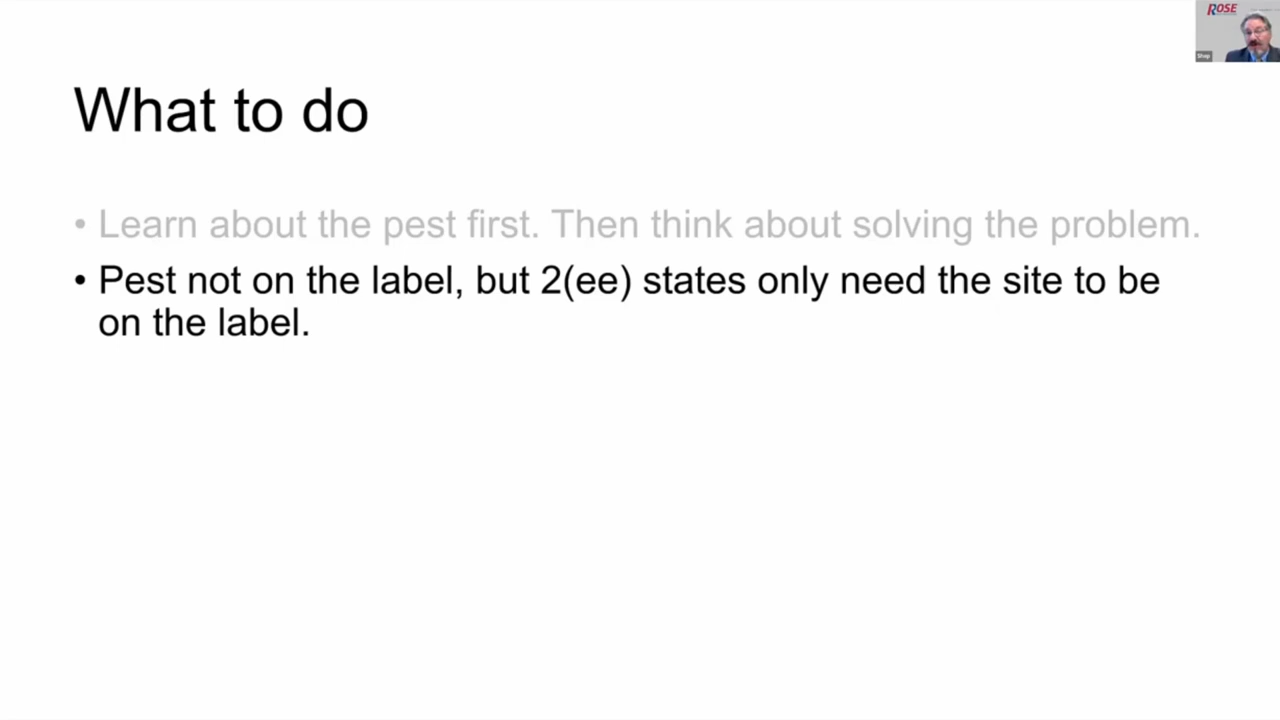 ROSE
Shop
What to do
• Learn about the pest first. Then think about solving the problem.
• Pest not on the label, but 2(ee) states only need the site to be
on the label.